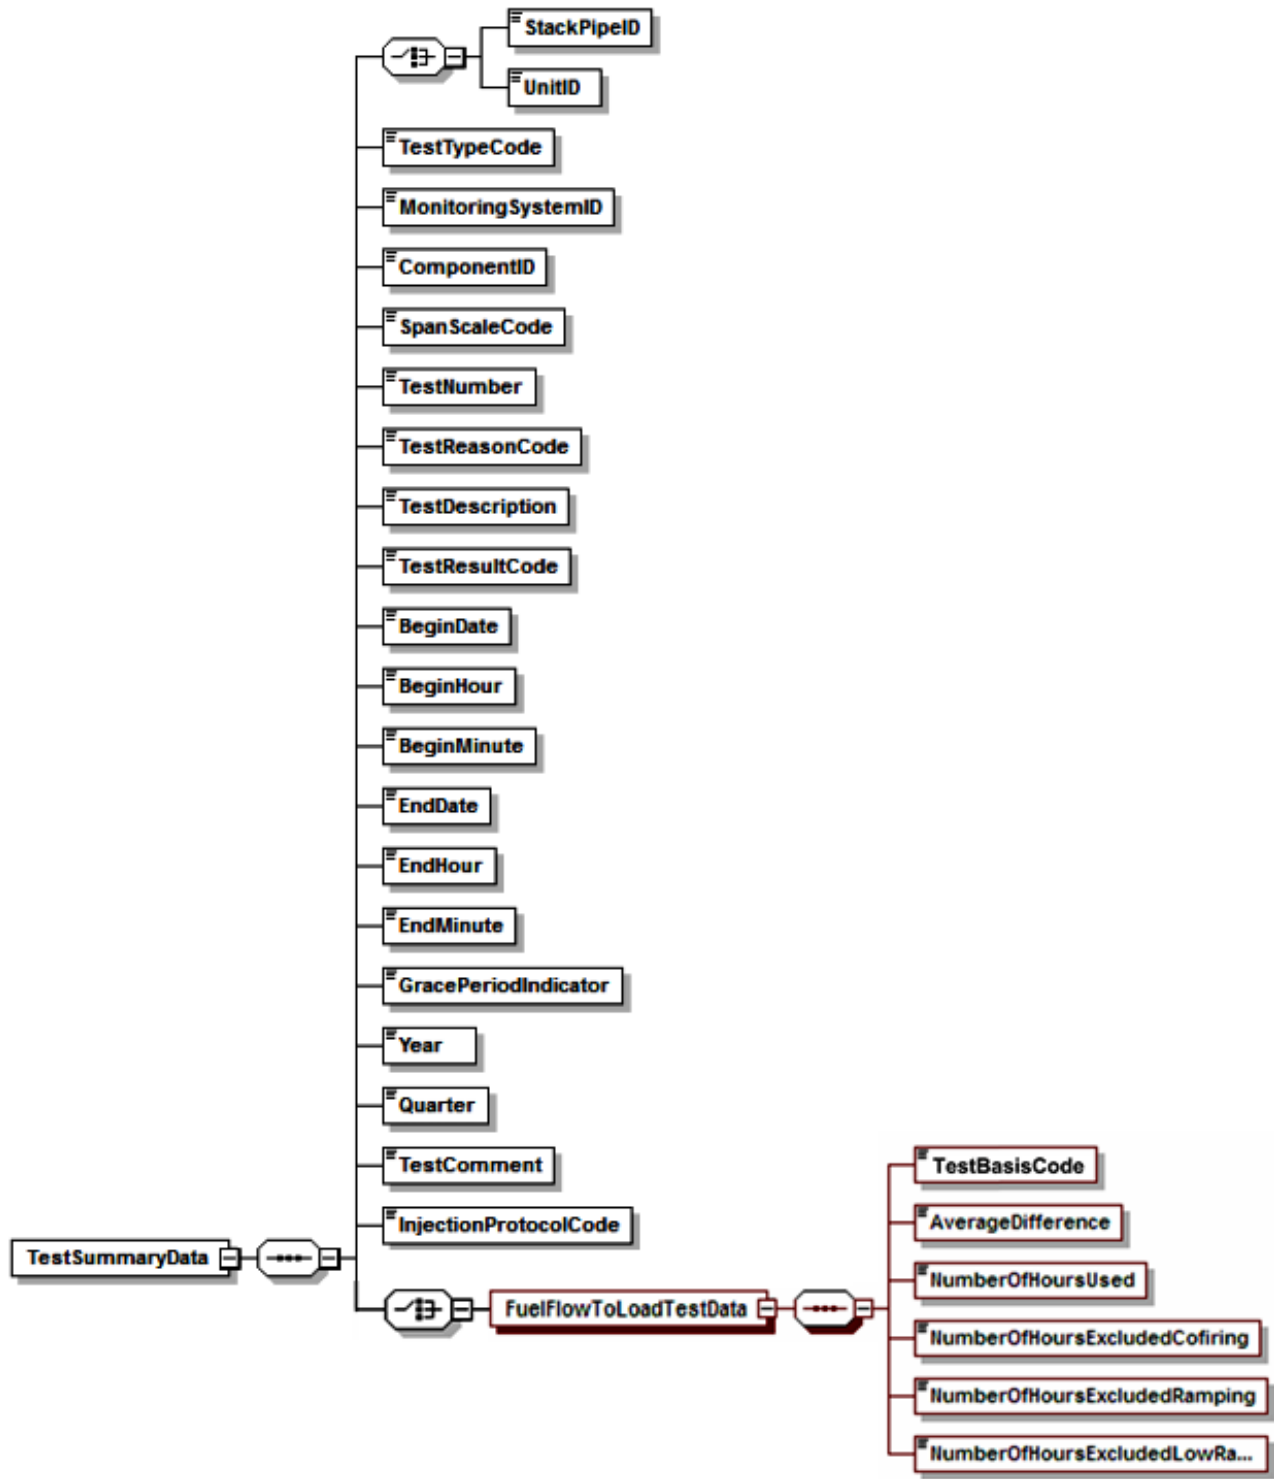 StackPipeID
UnitID
TestTypeCode
MonitoringSystemID
ComponentID
SpanScaleCode
TestNumber
TestReasonCode
TestDescription
TestResultCode
BeginDate
BeginHour
BeginMinute
EndDate
EndHour
EndMinute
GracePeriodIndicator
Year
Quarter
TestComment
InjectionProtocolCode
TestSummaryData
FuelFlowToLoadTestData
TestBasisCode
AverageDifference
NumberOfHoursUsed
NumberOfHoursExcludedCofiring
NumberOfHoursExcludedRamping
NumberOfHoursExcludedLowRa...